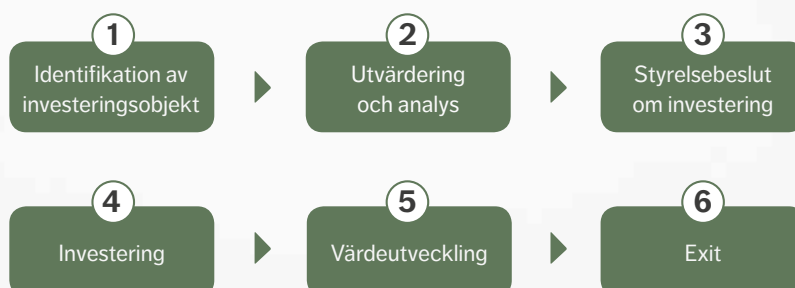 1
Identifikation av
investeringsobjekt
2
Utvärdering
och analys
3
Styrelsebeslut
om investering
4
Investering
5
Värdeutveckling
6
Exit